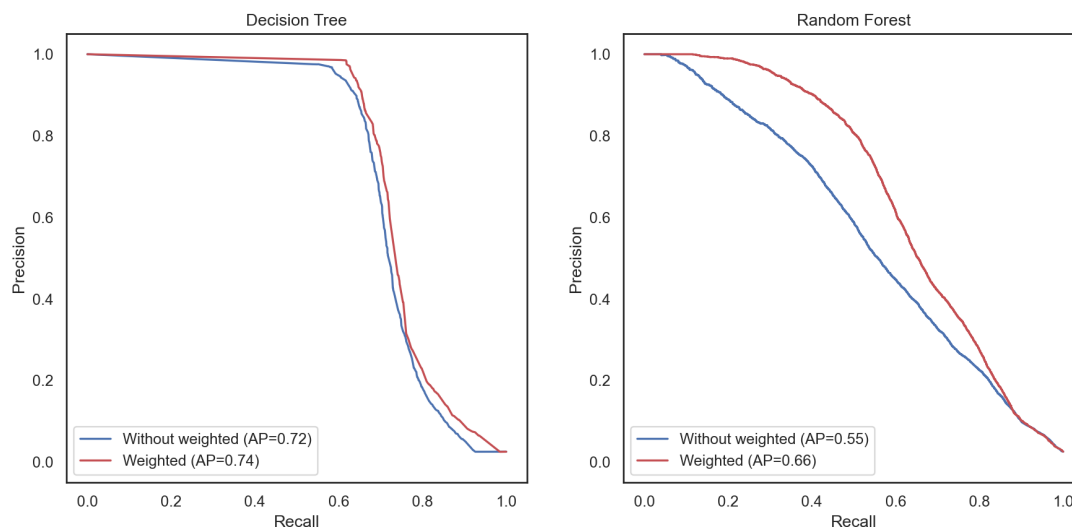 Decision Tree
Precision
1.0
0.8
0.6
0.4
0.2
0.0
Without weighted (AP=0.72)
Weighted (AP=0.74)
0.0 0.2 0.4 0.6 0.8 1.0
Recall
Random Forest
Precision
1.0
0.8
0.6
0.4
0.2
0.0
Without weighted (AP=0.55)
Weighted (AP=0.66)
0.0 0.2 0.4 0.6 0.8 1.0
Recall